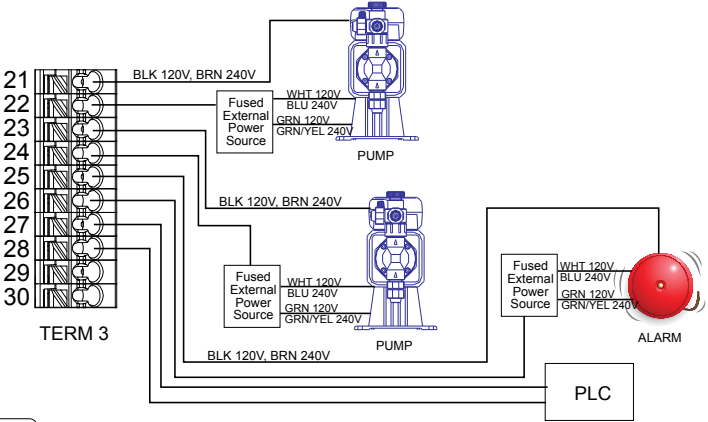 21
22
23
24
25
26
27
28
29
30
TERM 3
BLK 120V, BRN 240V
Fused
External
Power
Source
WHT 120V
BLU 240V
GRN 120V
GRN/YEL 240V
PUMP
BLK 120V, BRN 240V
Fused
External
Power
Source
WHT 120V
BLU 240V
GRN 120V
GRN/YEL 240V
PUMP
BLK 120V, BRN 240V
Fused
External
Power
Source
WHT 120V
BLU 240V
GRN 120V
GRN/YEL 240V
ALARM
PLC